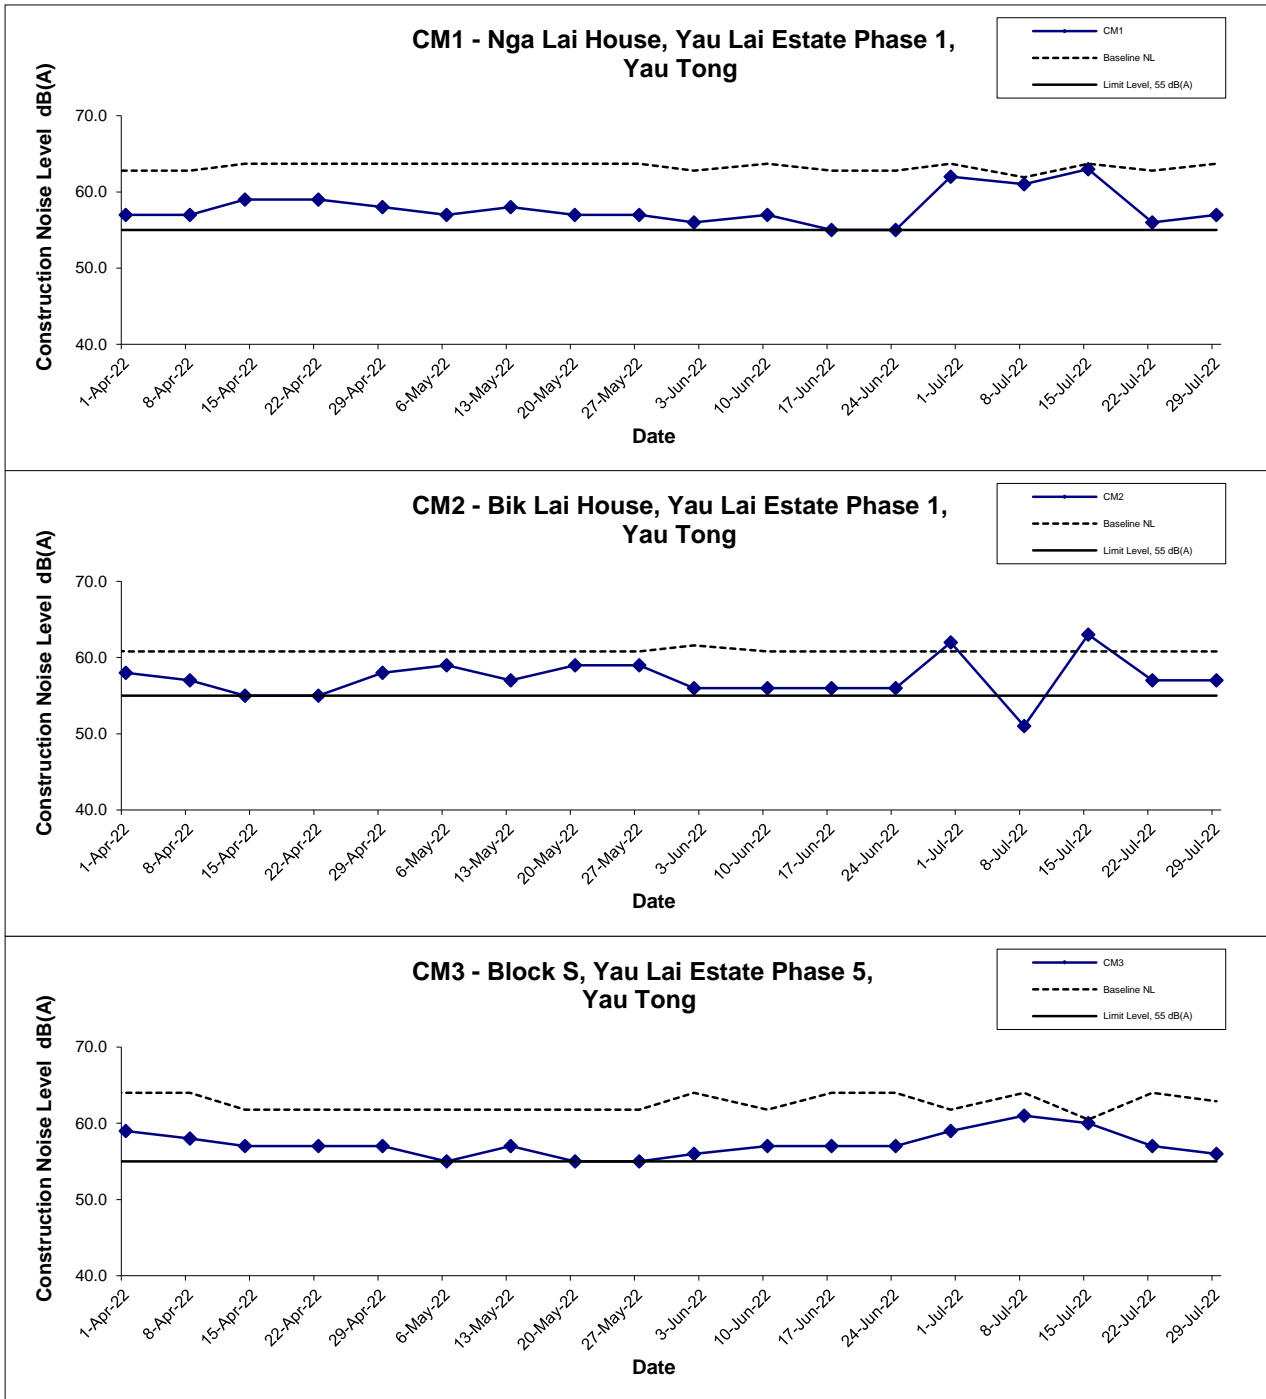 CM1 - Nga Lai House, Yau Lai Estate Phase 1,
Yau Tong
CM1
Baseline NL
Limit Level, 55 dB(A)
Construction Noise Level dB(A)
70.0
60.0
50.0
40.0
1-Apr-22
8-Apr-22
15-Apr-22
22-Apr-22
29-Apr-22
6-May-22
13-May-22
20-May-22
27-May-22
3-Jun-22
10-Jun-22
17-Jun-22
24-Jun-22
1-Jul-22
8-Jul-22
15-Jul-22
22-Jul-22
29-Jul-22
Date
CM2 - Bik Lai House, Yau Lai Estate Phase 1,
Yau Tong
CM2
Baseline NL
Limit Level, 55 dB(A)
Construction Noise Level dB(A)
70.0
60.0
50.0
40.0
1-Apr-22
8-Apr-22
15-Apr-22
22-Apr-22
29-Apr-22
6-May-22
13-May-22
20-May-22
27-May-22
3-Jun-22
10-Jun-22
17-Jun-22
24-Jun-22
1-Jul-22
8-Jul-22
15-Jul-22
22-Jul-22
29-Jul-22
Date
CM3 - Block S, Yau Lai Estate Phase 5,
Yau Tong
CM3
Baseline NL
Limit Level, 55 dB(A)
Construction Noise Level dB(A)
70.0
60.0
50.0
40.0
1-Apr-22
8-Apr-22
15-Apr-22
22-Apr-22
29-Apr-22
6-May-22
13-May-22
20-May-22
27-May-22
3-Jun-22
10-Jun-22
17-Jun-22
24-Jun-22
1-Jul-22
8-Jul-22
15-Jul-22
22-Jul-22
29-Jul-22
Date